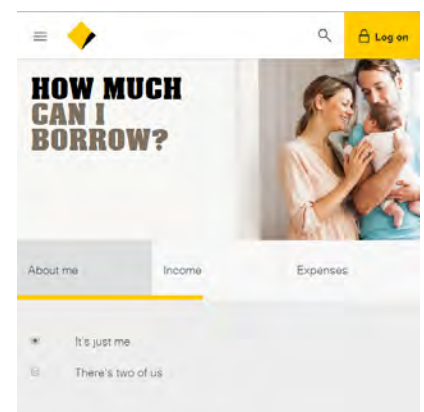 Log on
HOW MUCH
CAN I
BORROW?
About me Income Expenses
It's just me
There's two of us